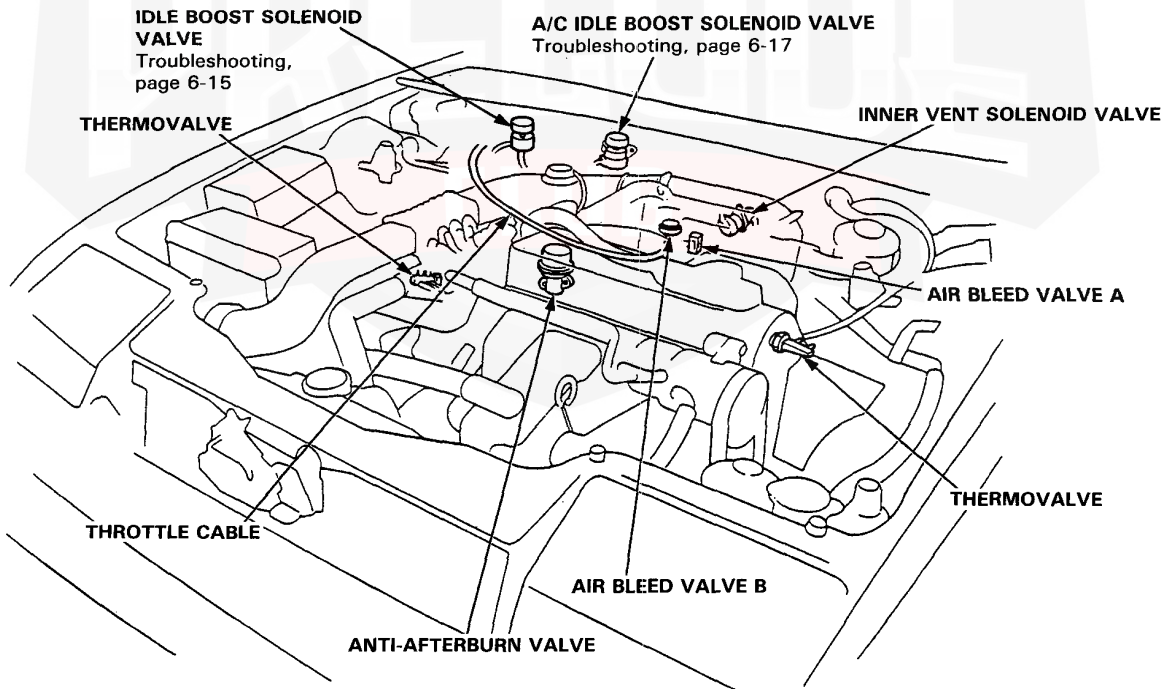 IDLE BOOST SOLENOID
VALVE
Troubleshooting,
page 6-15
A/C IDLE BOOST SOLENOID VALVE
Troubleshooting, page 6-17
THERMOVALVE
INNER VENT SOLENOID VALVE
AIR BLEED VALVE A
THERMOVALVE
THROTTLE CABLE
AIR BLEED VALVE B
ANTI-AFTERBURN VALVE